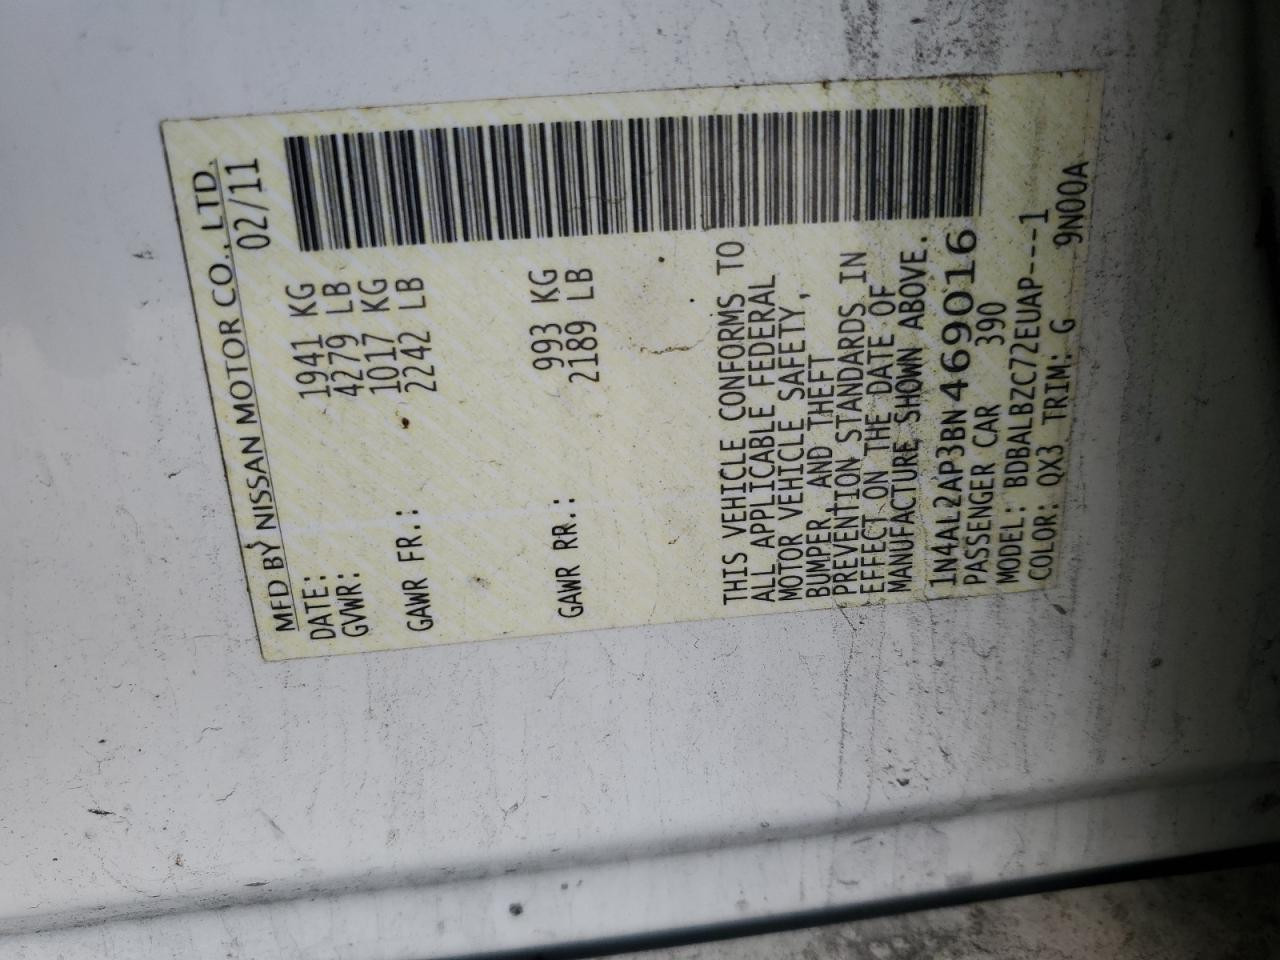 MFD BY NISSAN MOTOR CO., LTD.
DATE: 02/11
GVWR: 1941 KG
4279 LB
GAWR FR.: 1017 KG
2242 LB
GAWR RR.: 993 KG
2189 LB
THIS VEHICLE CONFORMS TO
ALL APPLICABLE FEDERAL
MOTOR VEHICLE SAFETY,
BUMPER, AND THEFT
PREVENTION STANDARDS IN
EFFECT ON THE DATE OF
MANUFACTURE SHOWN ABOVE.
1N4AL2AP3BN469016
PASSENGER CAR 390
MODEL: BDBALBZC72EUAP----1
COLOR: QX3 TRIM: G 9N00A